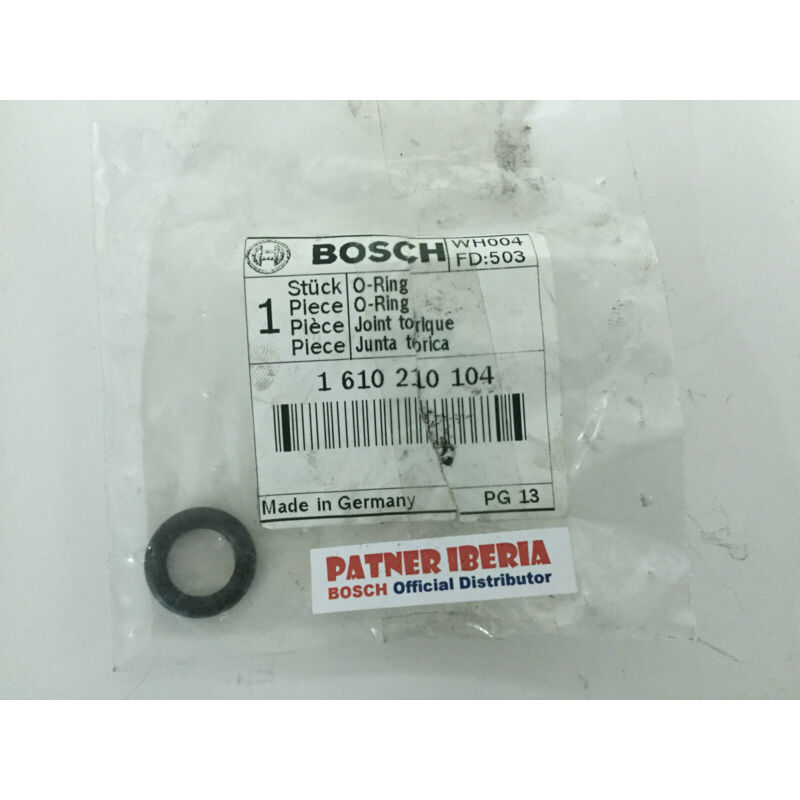 BOSCH
WH004
FD:503
1
Stück O-Ring
Piece O-Ring
Pièce Joint torique
Piece Junta torica
1 610 210 104
Made in Germany PG 13
PATNER IBERIA
BOSCH Official Distributor